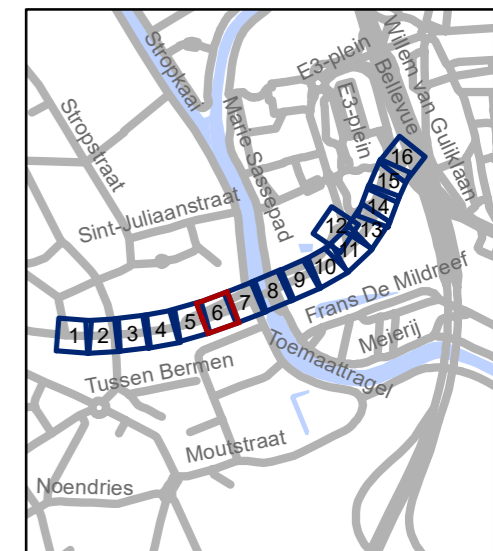 Stropkaai
E3-plein
Willem van Guliklaan
Bellevue
Stropstraat
Marie Sassepad
E3-plein
Sint-Juliaanstraat
1
2
3
4
5
6
7
8
9
10
11
12
13
14
15
16
Frans De Mildreef
Meierij
Toemaattragel
Tussen Bermen
Moutstraat
Noendries